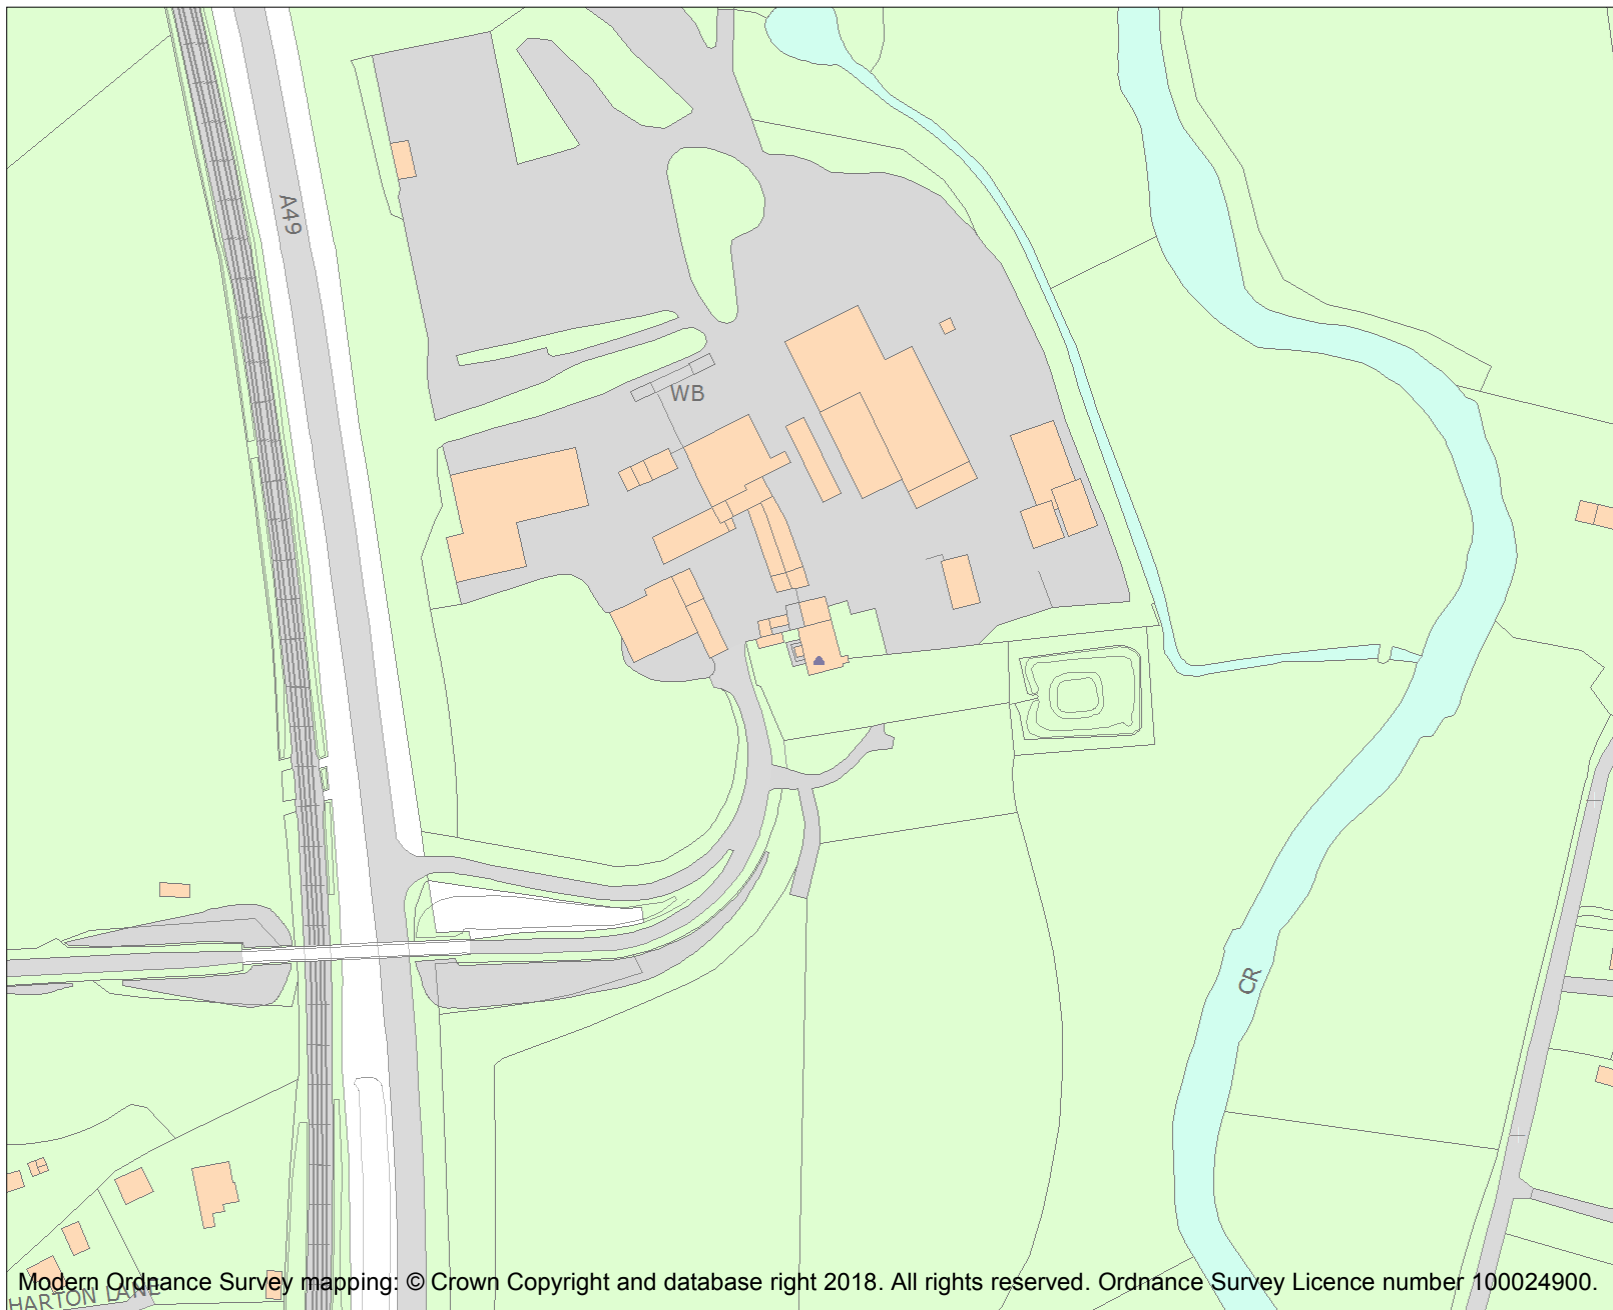 A49
WB
CR
HARTON LANE
Modern Ordnance Survey mapping: © Crown Copyright and database right 2018. All rights reserved. Ordnance Survey Licence number 100024900.